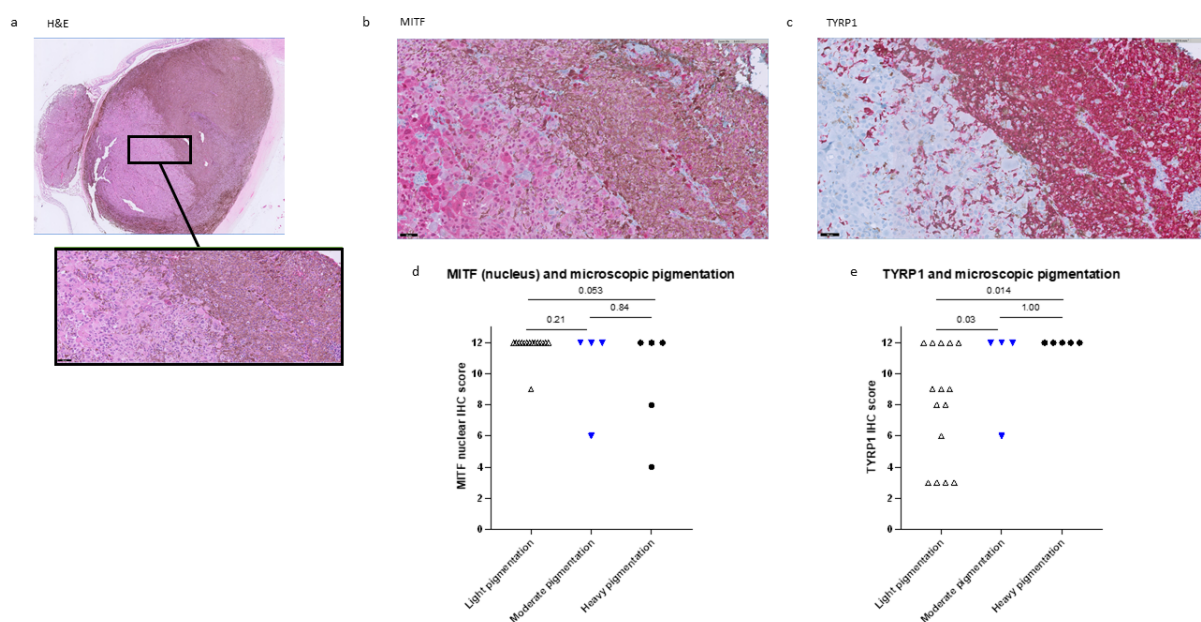 a H&E
b MITF
c TYRP1
d MITF (nucleus) and microscopic pigmentation
0.053
0.84
0.21
12
10
8
6
4
2
0
MITF nuclear IHC score
Light pigmentation
Moderate pigmentation
Heavy pigmentation
e TYRP1 and microscopic pigmentation
0.014
1.00
0.03
12
10
8
6
4
2
0
TYRP1 IHC score
Light pigmentation
Moderate pigmentation
Heavy pigmentation